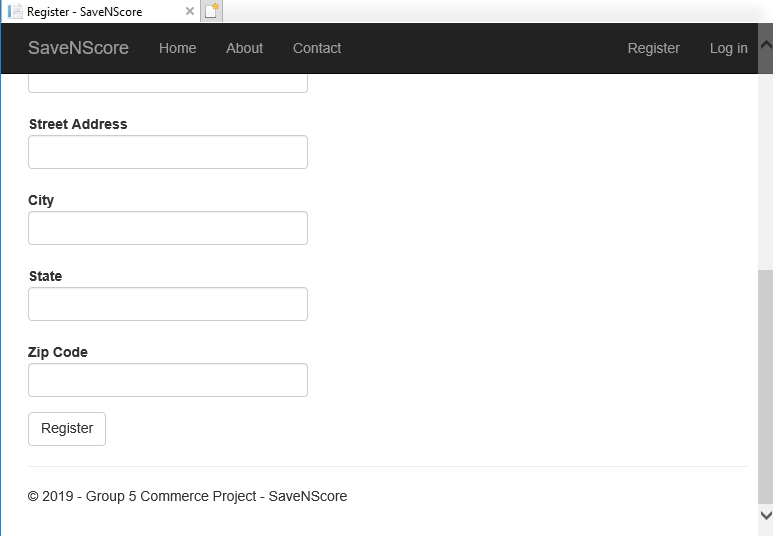 Register - SaveNScore
SaveNScore Home About Contact Register Log in
Street Address
City
State
Zip Code
Register
© 2019 - Group 5 Commerce Project - SaveNScore